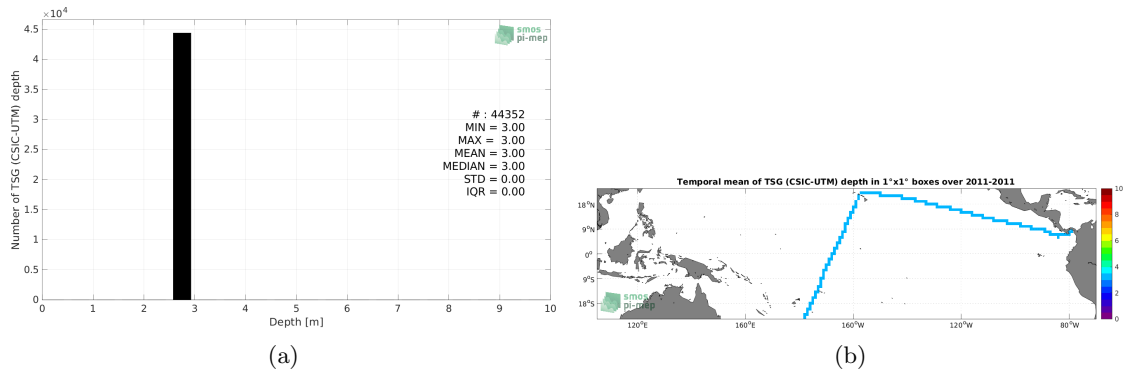 ×10⁴
4.5
4
3.5
3
2.5
2
1.5
1
0.5
0
Number of TSG (CSIC-UTM) depth
smos
pi-mep
# : 44352
MIN = 3.00
MAX = 3.00
MEAN = 3.00
MEDIAN = 3.00
STD = 0.00
IQR = 0.00
0 1 2 3 4 5 6 7 8 9 10
Depth [m]
(a)
Temporal mean of TSG (CSIC-UTM) depth in 1°x1° boxes over 2011-2011
18°N
9°N
0°
9°S
18°S
smos
pi-mep
120°E 160°E 160°W 120°W 80°W
10
8
6
4
2
0
(b)